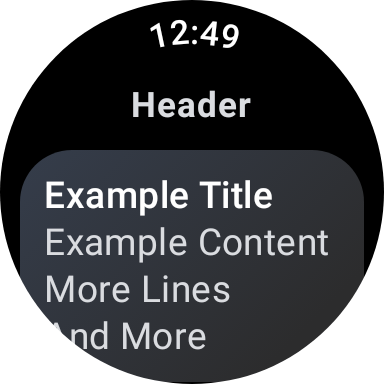 12:49
Header
Example Title
Example Content
More Lines
And More